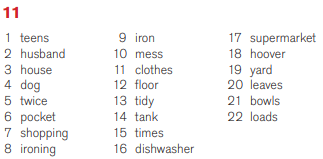 11
1 teens
2 husband
3 house
4 dog
5 twice
6 pocket
7 shopping
8 ironing
9 iron
10 mess
11 clothes
12 floor
13 tidy
14 tank
15 times
16 dishwasher
17 supermarket
18 hoover
19 yard
20 leaves
21 bowls
22 loads